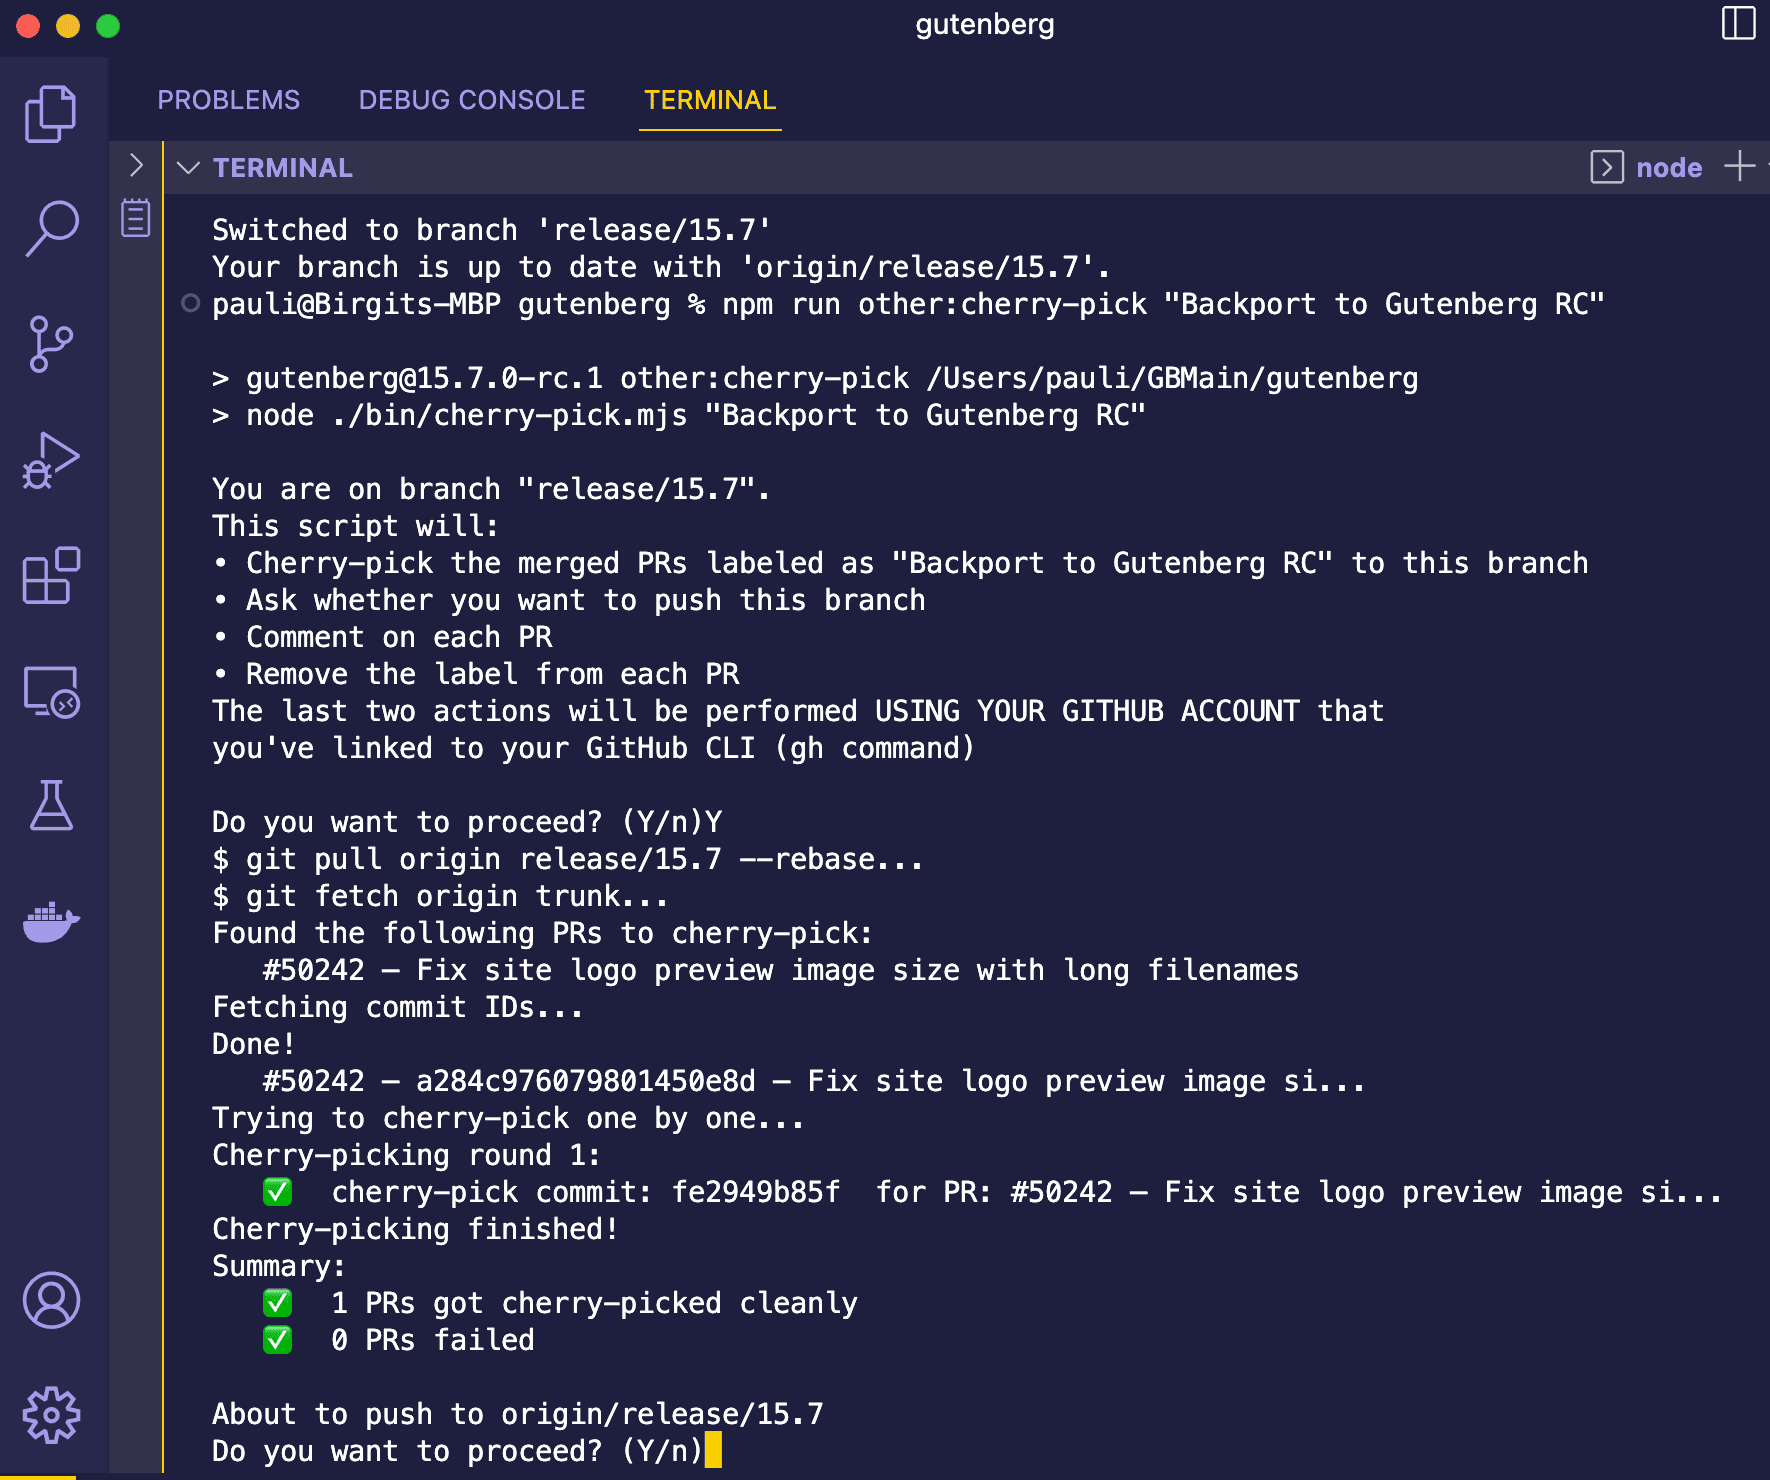 gutenberg
PROBLEMS DEBUG CONSOLE TERMINAL
TERMINAL node
Switched to branch 'release/15.7'
Your branch is up to date with 'origin/release/15.7'.
pauli@Birgits-MBP gutenberg % npm run other:cherry-pick "Backport to Gutenberg RC"
> gutenberg@15.7.0-rc.1 other:cherry-pick /Users/pauli/GBMain/gutenberg
> node ./bin/cherry-pick.mjs "Backport to Gutenberg RC"
You are on branch "release/15.7".
This script will:
• Cherry-pick the merged PRs labeled as "Backport to Gutenberg RC" to this branch
• Ask whether you want to push this branch
• Comment on each PR
• Remove the label from each PR
The last two actions will be performed USING YOUR GITHUB ACCOUNT that
you've linked to your GitHub CLI (gh command)
Do you want to proceed? (Y/n)Y
$ git pull origin release/15.7 --rebase...
$ git fetch origin trunk...
Found the following PRs to cherry-pick:
#50242 – Fix site logo preview image size with long filenames
Fetching commit IDs...
Done!
#50242 – a284c976079801450e8d – Fix site logo preview image si...
Trying to cherry-pick one by one...
Cherry-picking round 1:
✅ cherry-pick commit: fe2949b85f  for PR: #50242 – Fix site logo preview image si...
Cherry-picking finished!
Summary:
✅ 1 PRs got cherry-picked cleanly
✅ 0 PRs failed
About to push to origin/release/15.7
Do you want to proceed? (Y/n)